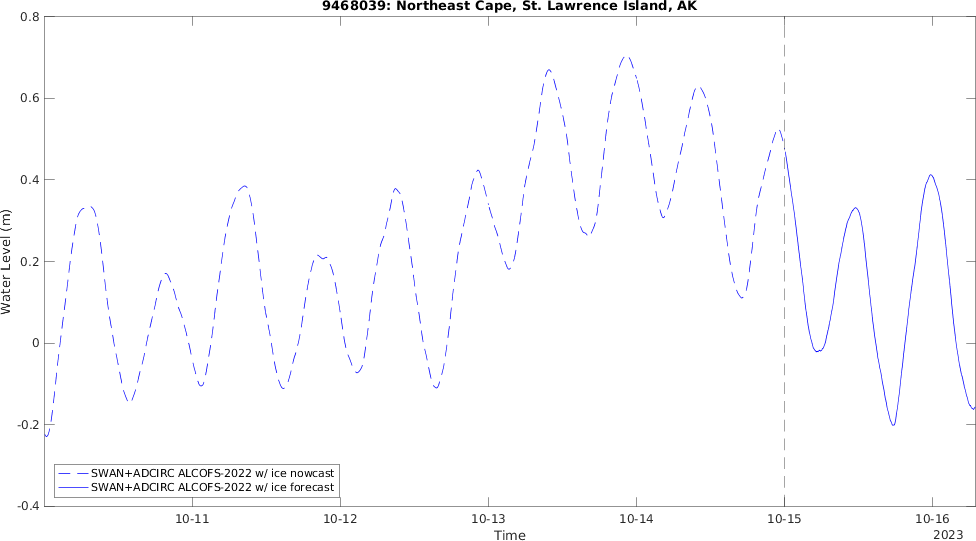 9468039: Northeast Cape, St. Lawrence Island, AK
0.8
0.6
0.4
0.2
0
-0.2
-0.4
Water Level (m)
SWAN+ADCIRC ALCOFS-2022 w/ ice nowcast
SWAN+ADCIRC ALCOFS-2022 w/ ice forecast
10-11 10-12 10-13 10-14 10-15 10-16
Time
2023